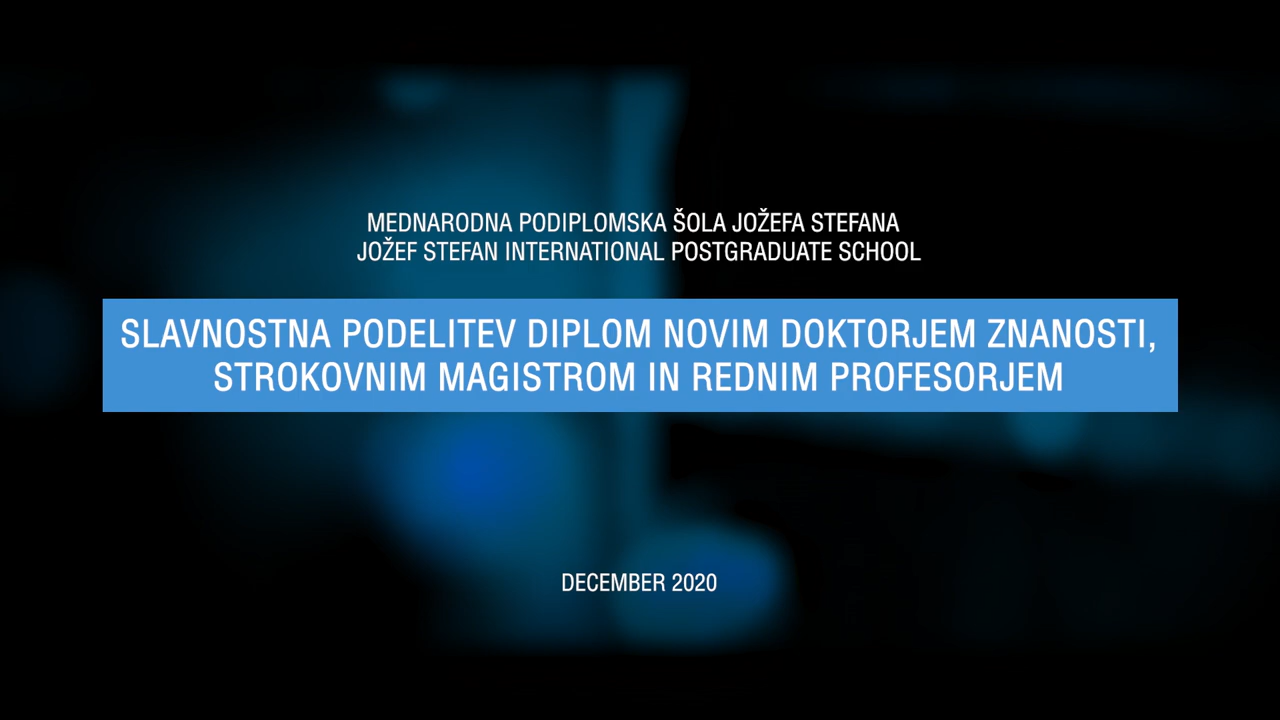 MEDNARODNA PODIPLOMSKA ŠOLA JOŽEFA STEFANA
JOŽEF STEFAN INTERNATIONAL POSTGRADUATE SCHOOL
SLAVNOSTNA PODELITEV DIPLOM NOVIM DOKTORJEM ZNANOSTI,
STROKOVNIM MAGISTROM IN REDNIM PROFESORJEM
DECEMBER 2020